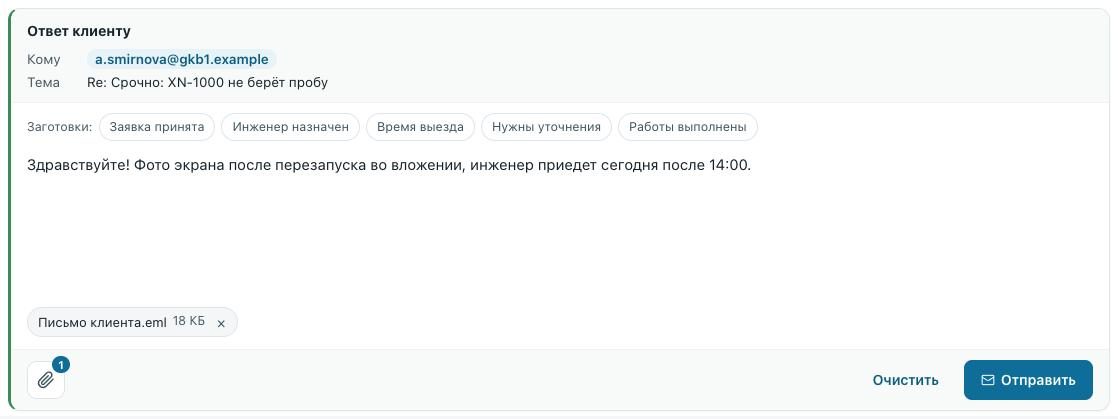 Ответ клиенту
Кому a.smirnova@gkb1.example
Тема Re: Срочно: XN-1000 не берёт пробу
Заготовки: Заявка принята Инженер назначен Время выезда Нужны уточнения Работы выполнены
Здравствуйте! Фото экрана после перезапуска во вложении, инженер приедет сегодня после 14:00.
Письмо клиента.eml 18 КБ ×
1
Очистить Отправить